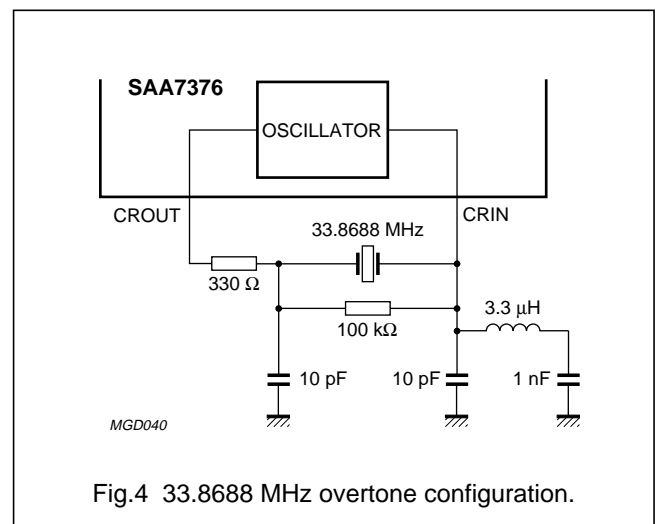 SAA7376
OSCILLATOR
CROUT
CRIN
33.8688 MHz
330 Ω
100 kΩ
3.3 µH
10 pF
10 pF
1 nF
MGD040
Fig.4 33.8688 MHz overtone configuration.